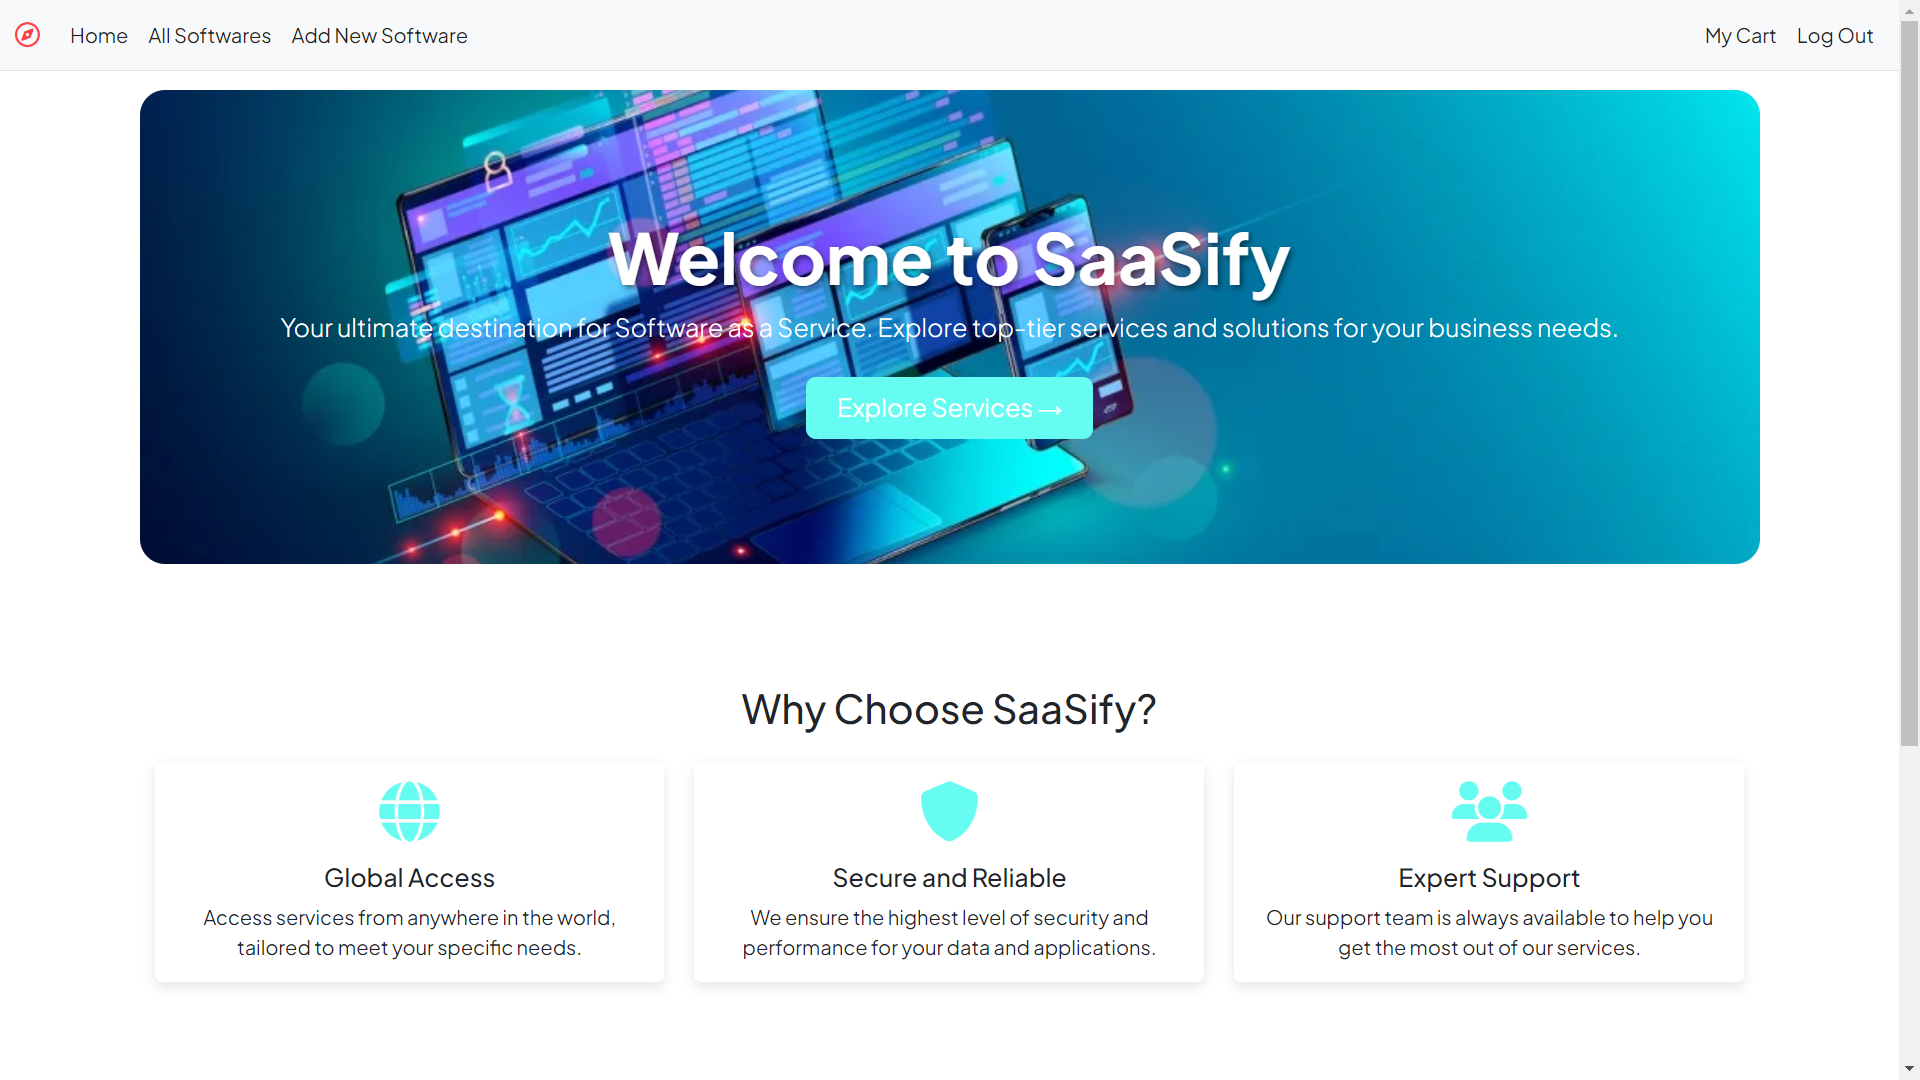 Home All Softwares Add New Software My Cart Log Out
Welcome to SaaSify
Your ultimate destination for Software as a Service. Explore top-tier services and solutions for your business needs.
Explore Services →
Why Choose SaaSify?
Global Access
Access services from anywhere in the world,
tailored to meet your specific needs.
Secure and Reliable
We ensure the highest level of security and
performance for your data and applications.
Expert Support
Our support team is always available to help you
get the most out of our services.